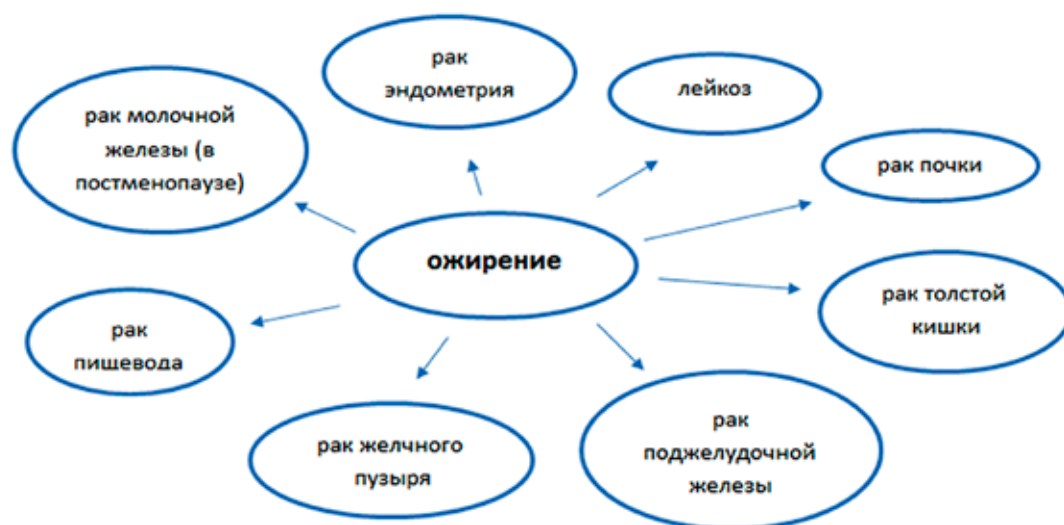 рак
эндометрия
лейкоз
рак молочной
железы (в
постменопаузе)
рак почки
ожирение
рак толстой
кишки
рак
пищевода
рак желчного
пузыря
рак
поджелудочной
железы